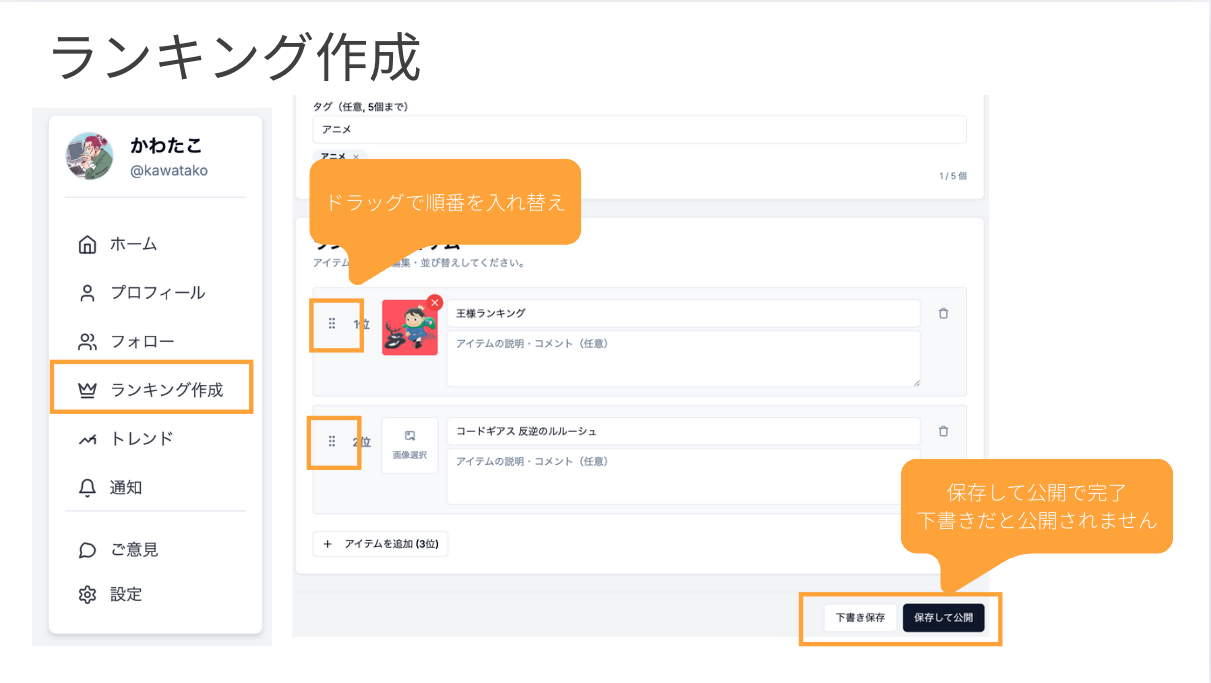 ランキング作成
かわたこ
@kawatako
ホーム
プロフィール
フォロー
ランキング作成
トレンド
通知
ご意見
設定
タグ（任意, 5個まで）
アニメ
アニメ ×
1 / 5 個
ドラッグで順番を入れ替え
アイテム
集・並び替えしてください。
1位
王様ランキング
アイテムの説明・コメント（任意）
2位
画像選択
コードギアス 反逆のルルーシュ
アイテムの説明・コメント（任意）
+ アイテムを追加 (3位)
保存して公開で完了
下書きだと公開されません
下書き保存
保存して公開